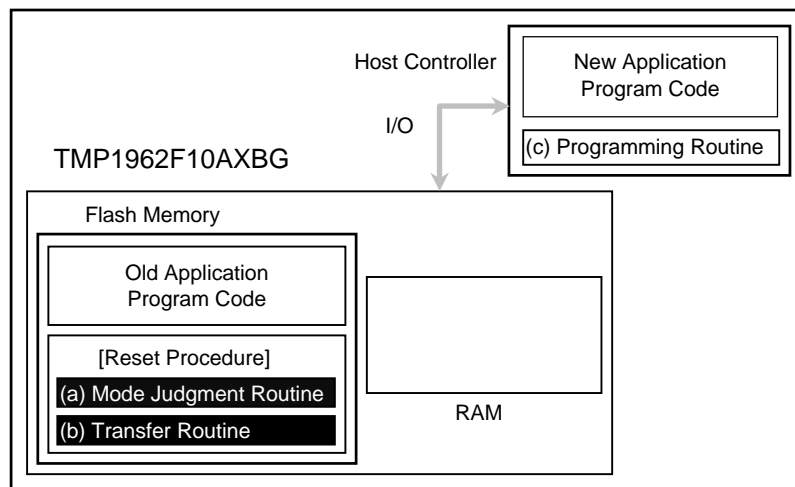 Host Controller
New Application
Program Code
I/O
(c) Programming Routine
TMP1962F10AXBG
Flash Memory
Old Application
Program Code
[Reset Procedure]
(a) Mode Judgment Routine
(b) Transfer Routine
RAM